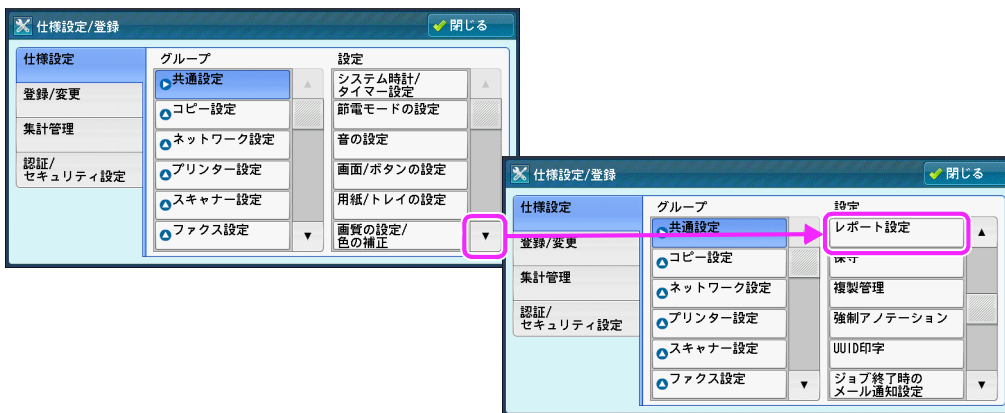 仕様設定/登録
閉じる
仕様設定
登録/変更
集計管理
認証/
セキュリティ設定
グループ
共通設定
コピー設定
ネットワーク設定
プリンター設定
スキャナー設定
ファクス設定
設定
システム時計/
タイマー設定
節電モードの設定
音の設定
画面/ボタンの設定
用紙/トレイの設定
画質の設定/
色の補正
仕様設定/登録
閉じる
仕様設定
登録/変更
集計管理
認証/
セキュリティ設定
グループ
共通設定
コピー設定
ネットワーク設定
プリンター設定
スキャナー設定
ファクス設定
設定
レポート設定
保守
複製管理
強制アノテーション
UUID印字
ジョブ終了時の
メール通知設定